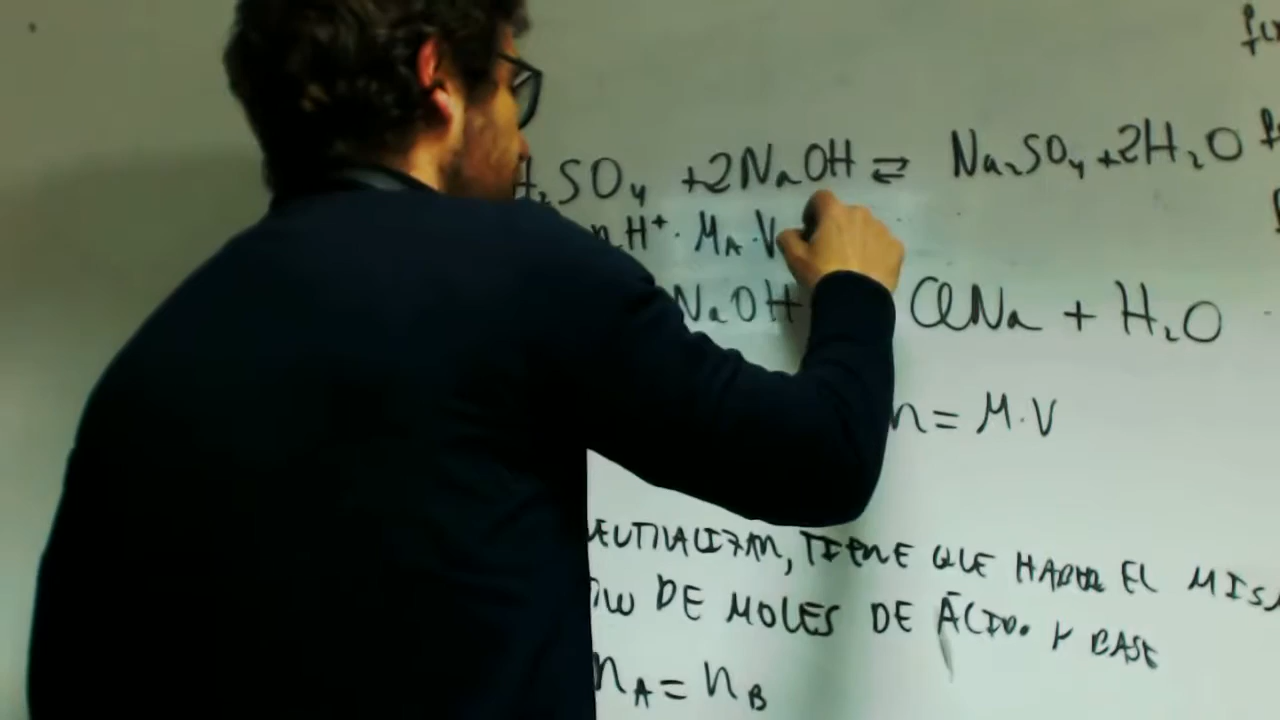 H₂SO₄ + 2NaOH ⇌ Na₂SO₄ + 2H₂O
n H⁺ · M_A · V
NaOH ClNa + H₂O
n = M · V
NEUTRALIZAN, TIENE QUE HABER EL MIS
DE MOLES DE ÁCIDO Y BASE
n_A = n_B